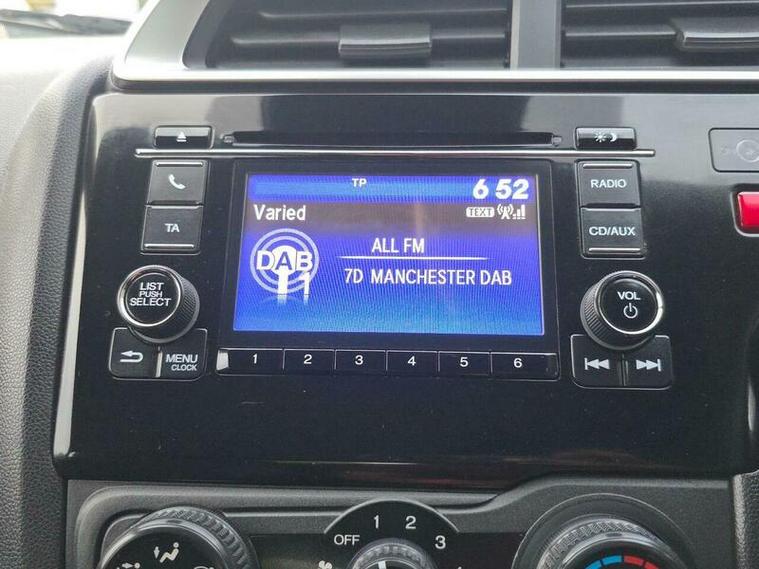 TP
6 52
Varied
TEXT
DAB
1
ALL FM
7D MANCHESTER DAB
TA
LIST
PUSH
SELECT
MENU
CLOCK
1 2 3 4 5 6
RADIO
CD/AUX
VOL
OFF 1 2 3